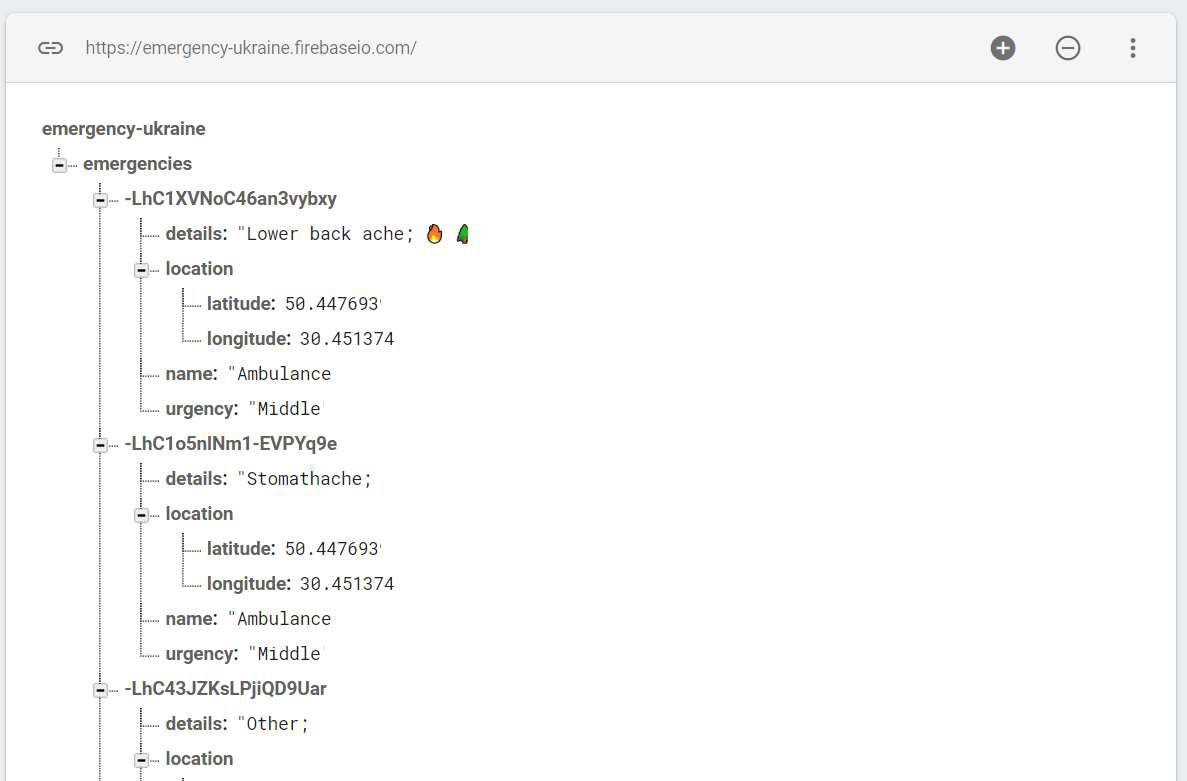 https://emergency-ukraine.firebaseio.com/
emergency-ukraine
emergencies
-LhC1XVNoC46an3vybxy
details: "Lower back ache; 🔥
location
latitude: 50.447693
longitude: 30.451374
name: "Ambulance
urgency: "Middle
-LhC1o5nlNm1-EVPYq9e
details: "Stomathache;
location
latitude: 50.447693
longitude: 30.451374
name: "Ambulance
urgency: "Middle
-LhC43JZKsLPjiQD9Uar
details: "Other;
location